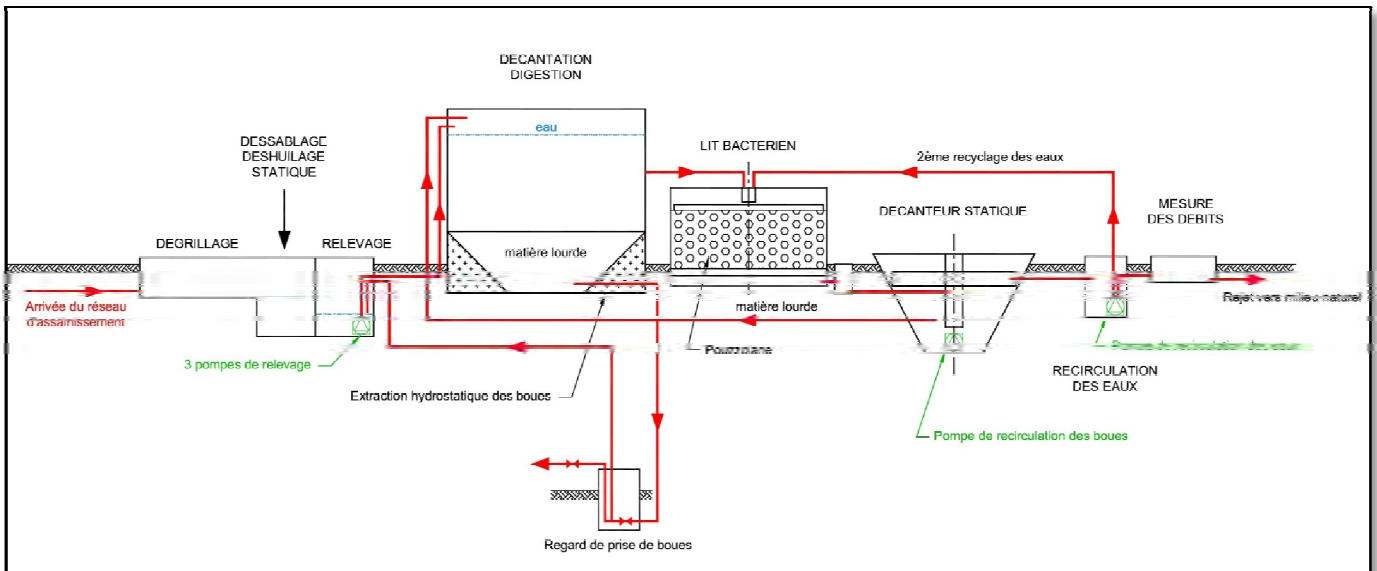 DECANTATION
DIGESTION
eau
DESSABLAGE
DESHUILAGE
STATIQUE
LIT BACTERIEN
2ème recyclage des eaux
MESURE
DES DEBITS
DECANTEUR STATIQUE
DEGRILLAGE
RELEVAGE
matière lourde
Arrivée du réseau
d'assainissement
matière lourde
Rejet vers milieu naturel
3 pompes de relevage
Pouzzolane
RECIRCULATION
DES EAUX
Extraction hydrostatique des boues
Pompe de recirculation des boues
Regard de prise de boues